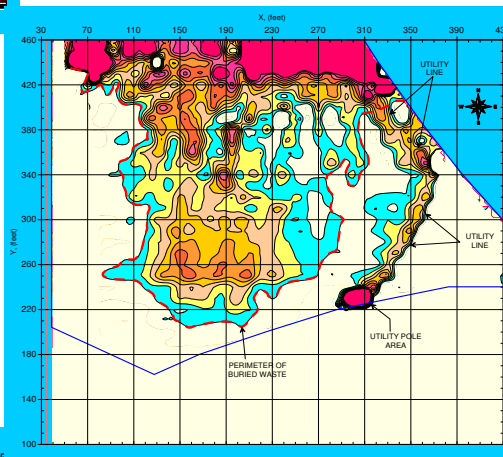 X, (feet)
30 70 110 150 190 230 270 310 350 390 430
460
420
380
340
300
260
220
180
140
100
Y, (feet)
UTILITY
LINE
N
W E
S
UTILITY
LINE
UTILITY POLE
AREA
PERIMETER OF
BURIED WASTE